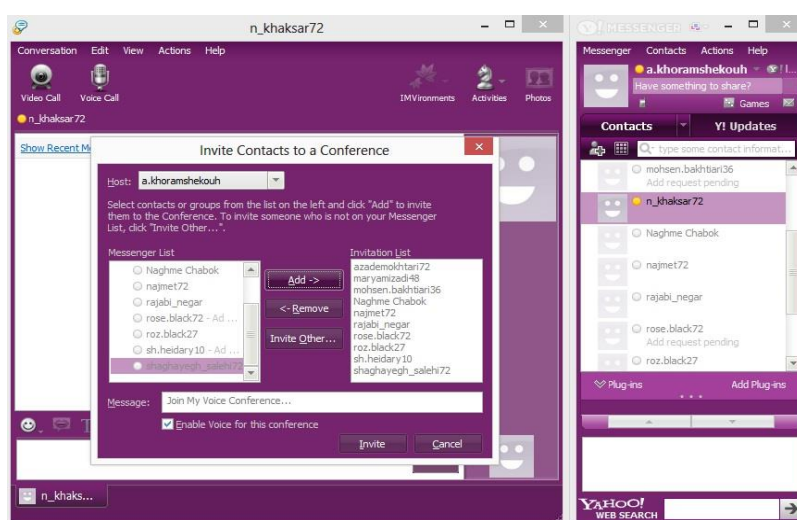 n_khaksar72
Conversation Edit View Actions Help
Video Call Voice Call IMVironments Activities Photos
n_khaksar72
Show Recent M
Invite Contacts to a Conference
Host: a.khoramshekouh
Select contacts or groups from the list on the left and click "Add" to invite
them to the Conference. To invite someone who is not on your Messenger
List, click "Invite Other...".
Messenger List
Naghme Chabok
najmet72
rajabi_negar
rose.black72 - Ad ...
roz.black27
sh.heidary10 - Ad ...
shaghayegh_salehi72
Add ->
<- Remove
Invite Other...
Invitation List
azademokhtari72
maryamizadi48
mohsen.bakhtiari36
Naghme Chabok
najmet72
rajabi_negar
rose.black72
roz.black27
sh.heidary10
shaghayegh_salehi72
Message: Join My Voice Conference...
Enable Voice for this conference
Invite Cancel
n_khaks...
Y! MESSENGER
Messenger Contacts Actions Help
a.khoramshekouh
Have something to share?
Games
Contacts Y! Updates
type some contact informat...
mohsen.bakhtiari36
Add request pending
n_khaksar72
Naghme Chabok
najmet72
rajabi_negar
rose.black72
Add request pending
roz.black27
Plug-ins Add Plug-ins
YAHOO!
WEB SEARCH